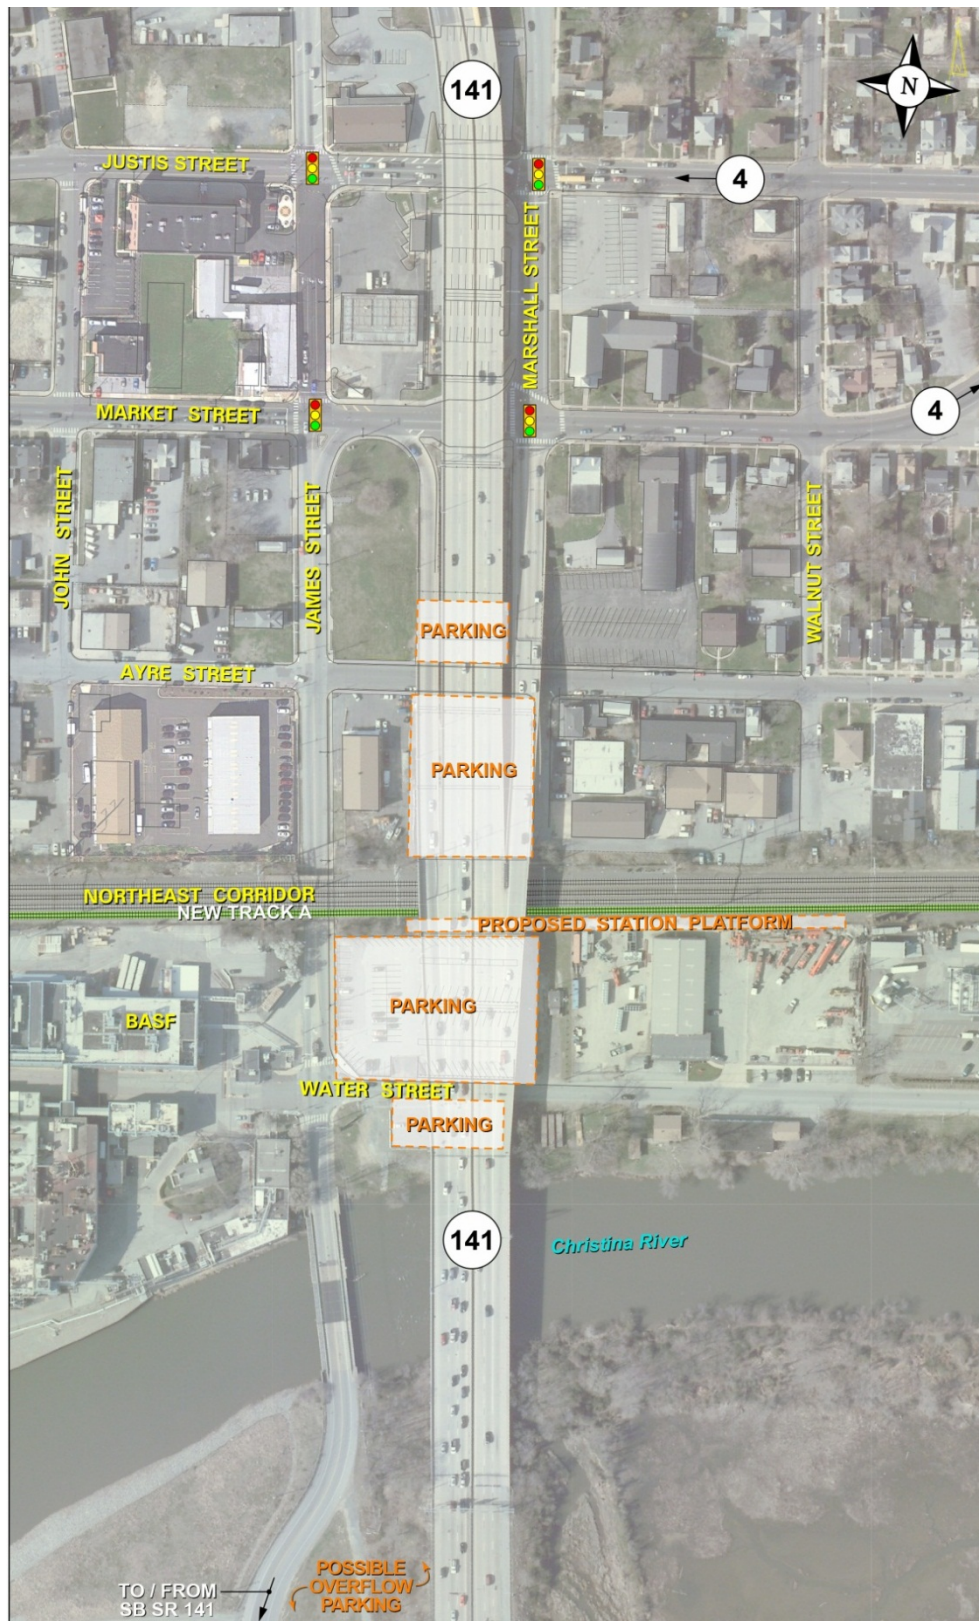 141
N
JUSTIS STREET
4
MARSHALL STREET
MARKET STREET
4
JOHN STREET
JAMES STREET
WALNUT STREET
PARKING
AYRE STREET
PARKING
NORTHEAST CORRIDOR
NEW TRACK A
PROPOSED STATION PLATFORM
PARKING
BASF
WATER STREET
PARKING
141
Christina River
POSSIBLE
OVERFLOW
PARKING
TO / FROM
SB SR 141